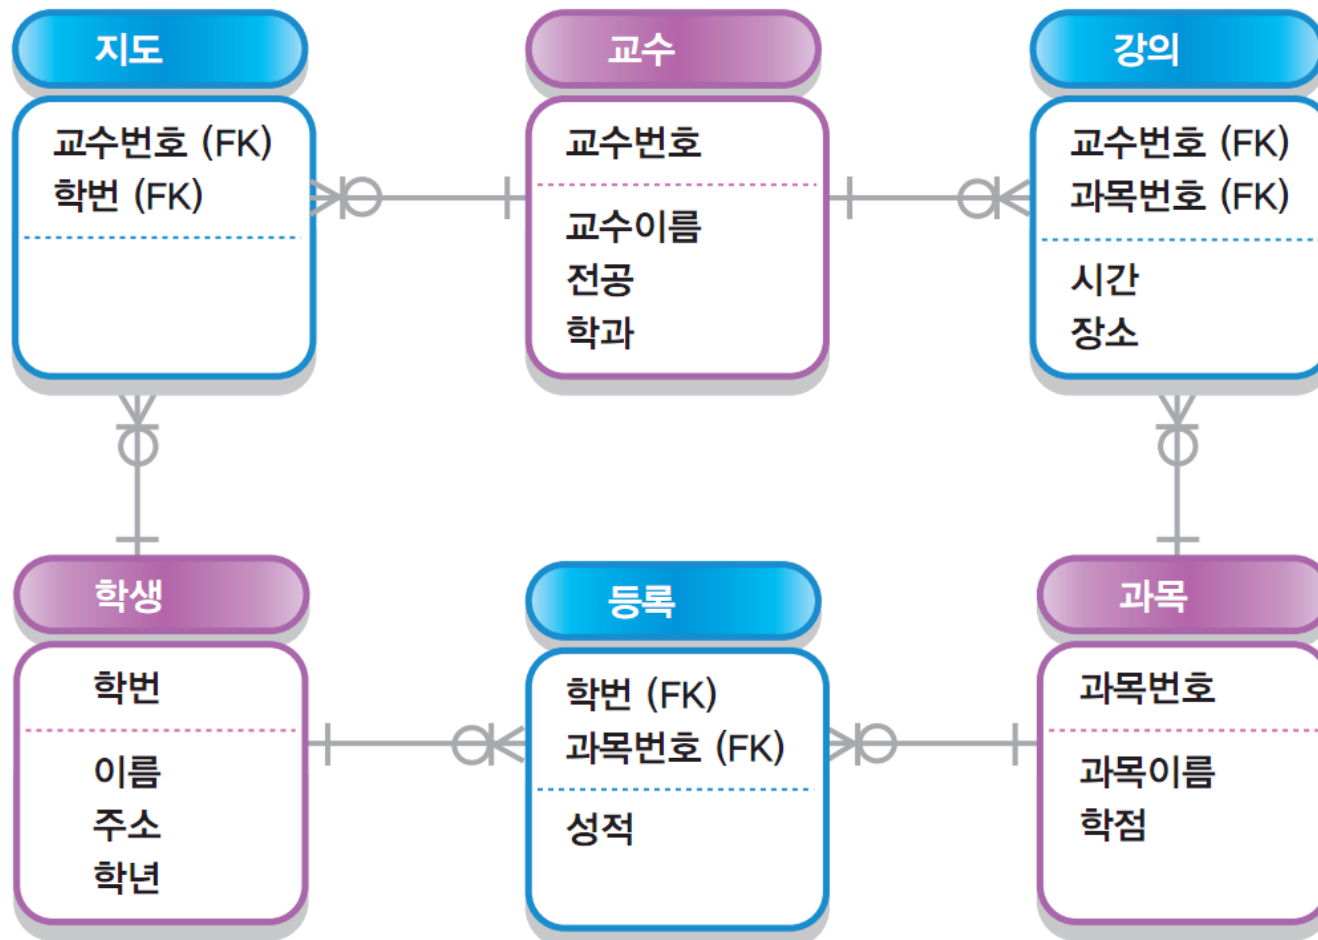 지도
교수번호 (FK)
학번 (FK)
교수
교수번호
교수이름
전공
학과
강의
교수번호 (FK)
과목번호 (FK)
시간
장소
학생
학번
이름
주소
학년
등록
학번 (FK)
과목번호 (FK)
성적
과목
과목번호
과목이름
학점